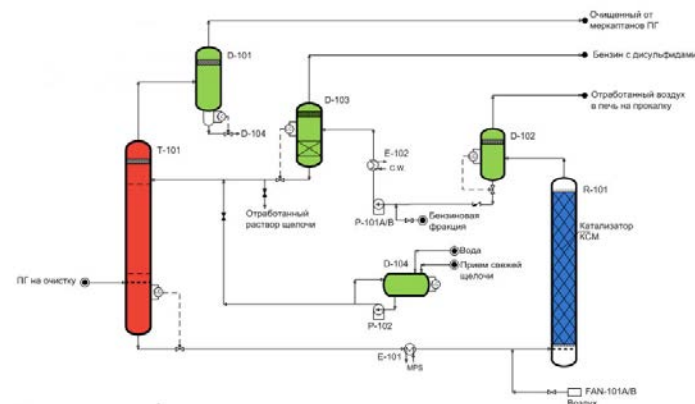 Очищенный от
меркаптанов ПГ
D-101
Бензин с дисульфидами
D-103
Отработанный воздух
в печь на прокалку
D-104
D-102
T-101
E-102
C.W.
R-101
P-101A/B
Бензиновая
фракция
Катализатор
КСМ
Отработанный
раствор щелочи
Вода
D-104
Прием свежей
щелочи
ПГ на очистку
P-102
E-101
MPS
FAN-101A/B
Воздух